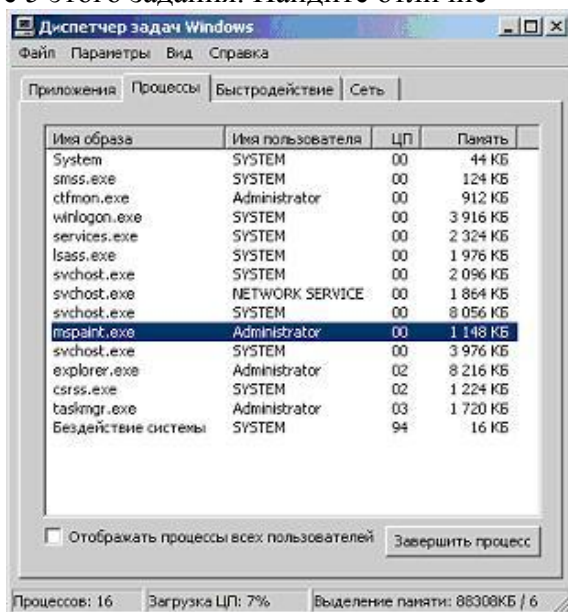 Диспетчер задач Windows
Файл Параметры Вид Справка
Приложения Процессы Быстродействие Сеть
Имя образа Имя пользователя ЦП Память
System SYSTEM 00 44 КБ
smss.exe SYSTEM 00 124 КБ
ctfmon.exe Administrator 00 912 КБ
winlogon.exe SYSTEM 00 3 916 КБ
services.exe SYSTEM 00 2 324 КБ
lsass.exe SYSTEM 00 1 976 КБ
svchost.exe SYSTEM 00 2 096 КБ
svchost.exe NETWORK SERVICE 00 1 864 КБ
svchost.exe SYSTEM 00 8 056 КБ
mspaint.exe Administrator 00 1 148 КБ
svchost.exe SYSTEM 00 3 976 КБ
explorer.exe Administrator 02 8 216 КБ
csrss.exe SYSTEM 02 1 224 КБ
taskmgr.exe Administrator 03 1 720 КБ
Бездействие системы SYSTEM 94 16 КБ
Отображать процессы всех пользователей Завершить процесс
Процессов: 16 Загрузка ЦП: 7% Выделение памяти: 88308КБ / 6